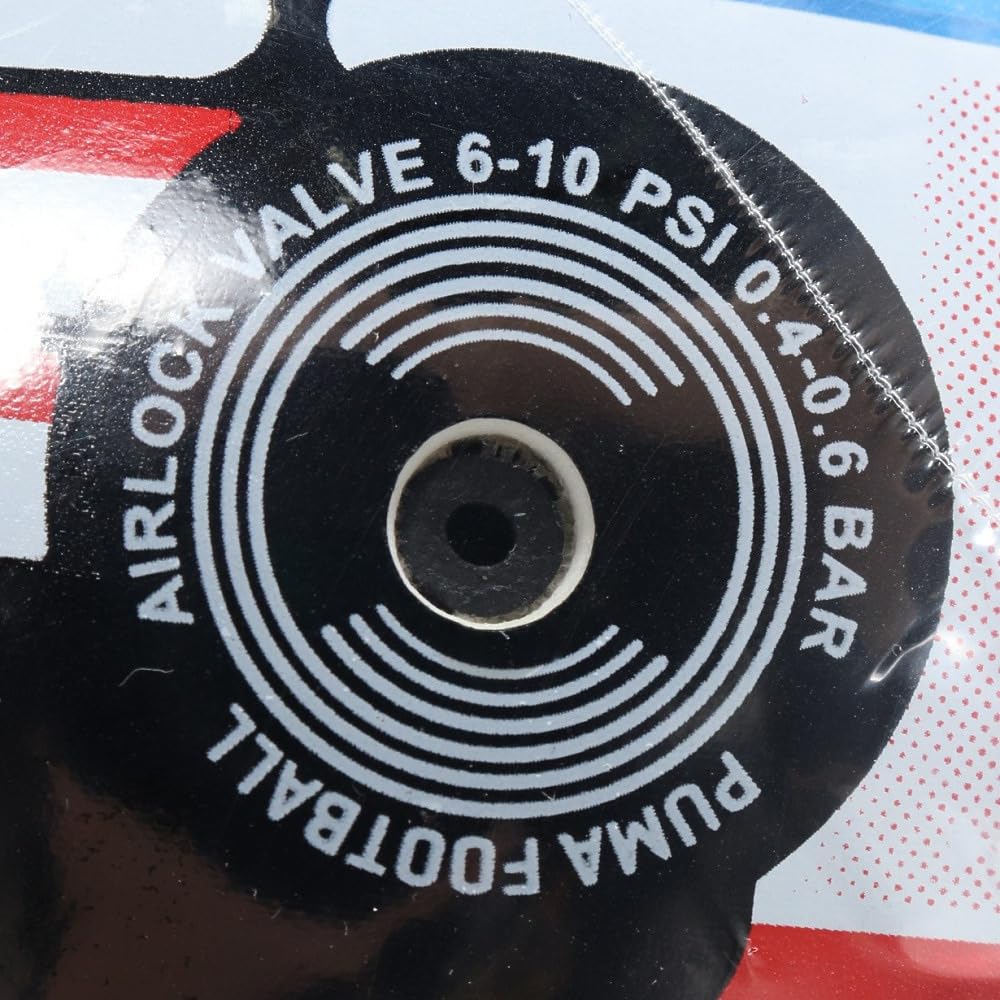 AIRLOCK VALVE 6-10 PSI 0.4-0.6 BAR
PUMA FOOTBALL